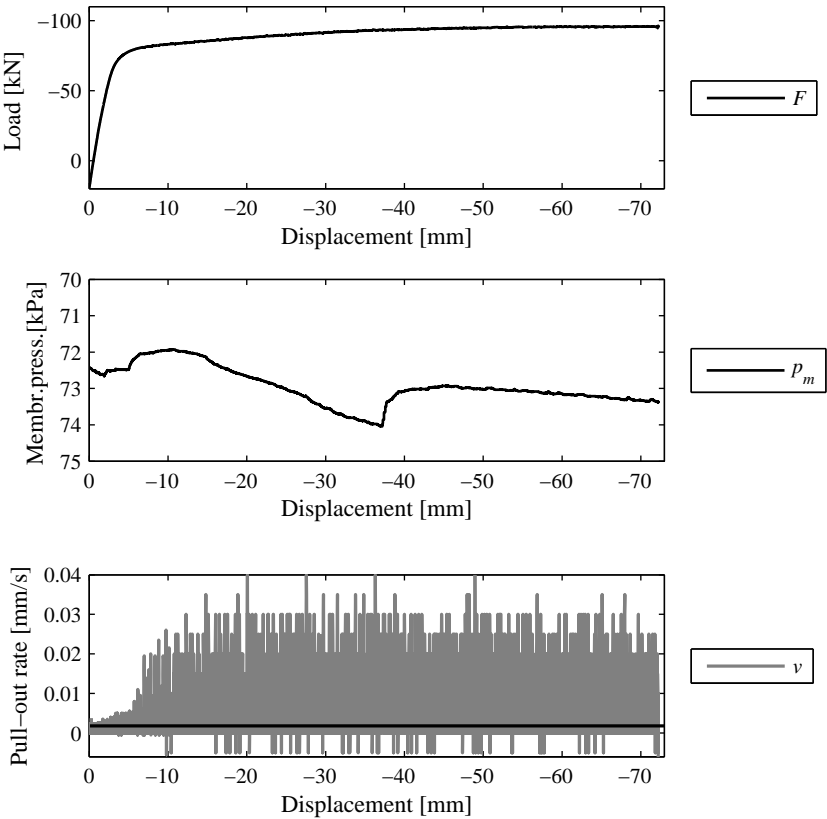 −100
−50
0
Load [kN]
0 −10 −20 −30 −40 −50 −60 −70
Displacement [mm]
F
70
71
72
73
74
75
Membr.press.[kPa]
0 −10 −20 −30 −40 −50 −60 −70
Displacement [mm]
p_m
0.04
0.03
0.02
0.01
0
Pull−out rate [mm/s]
0 −10 −20 −30 −40 −50 −60 −70
Displacement [mm]
v